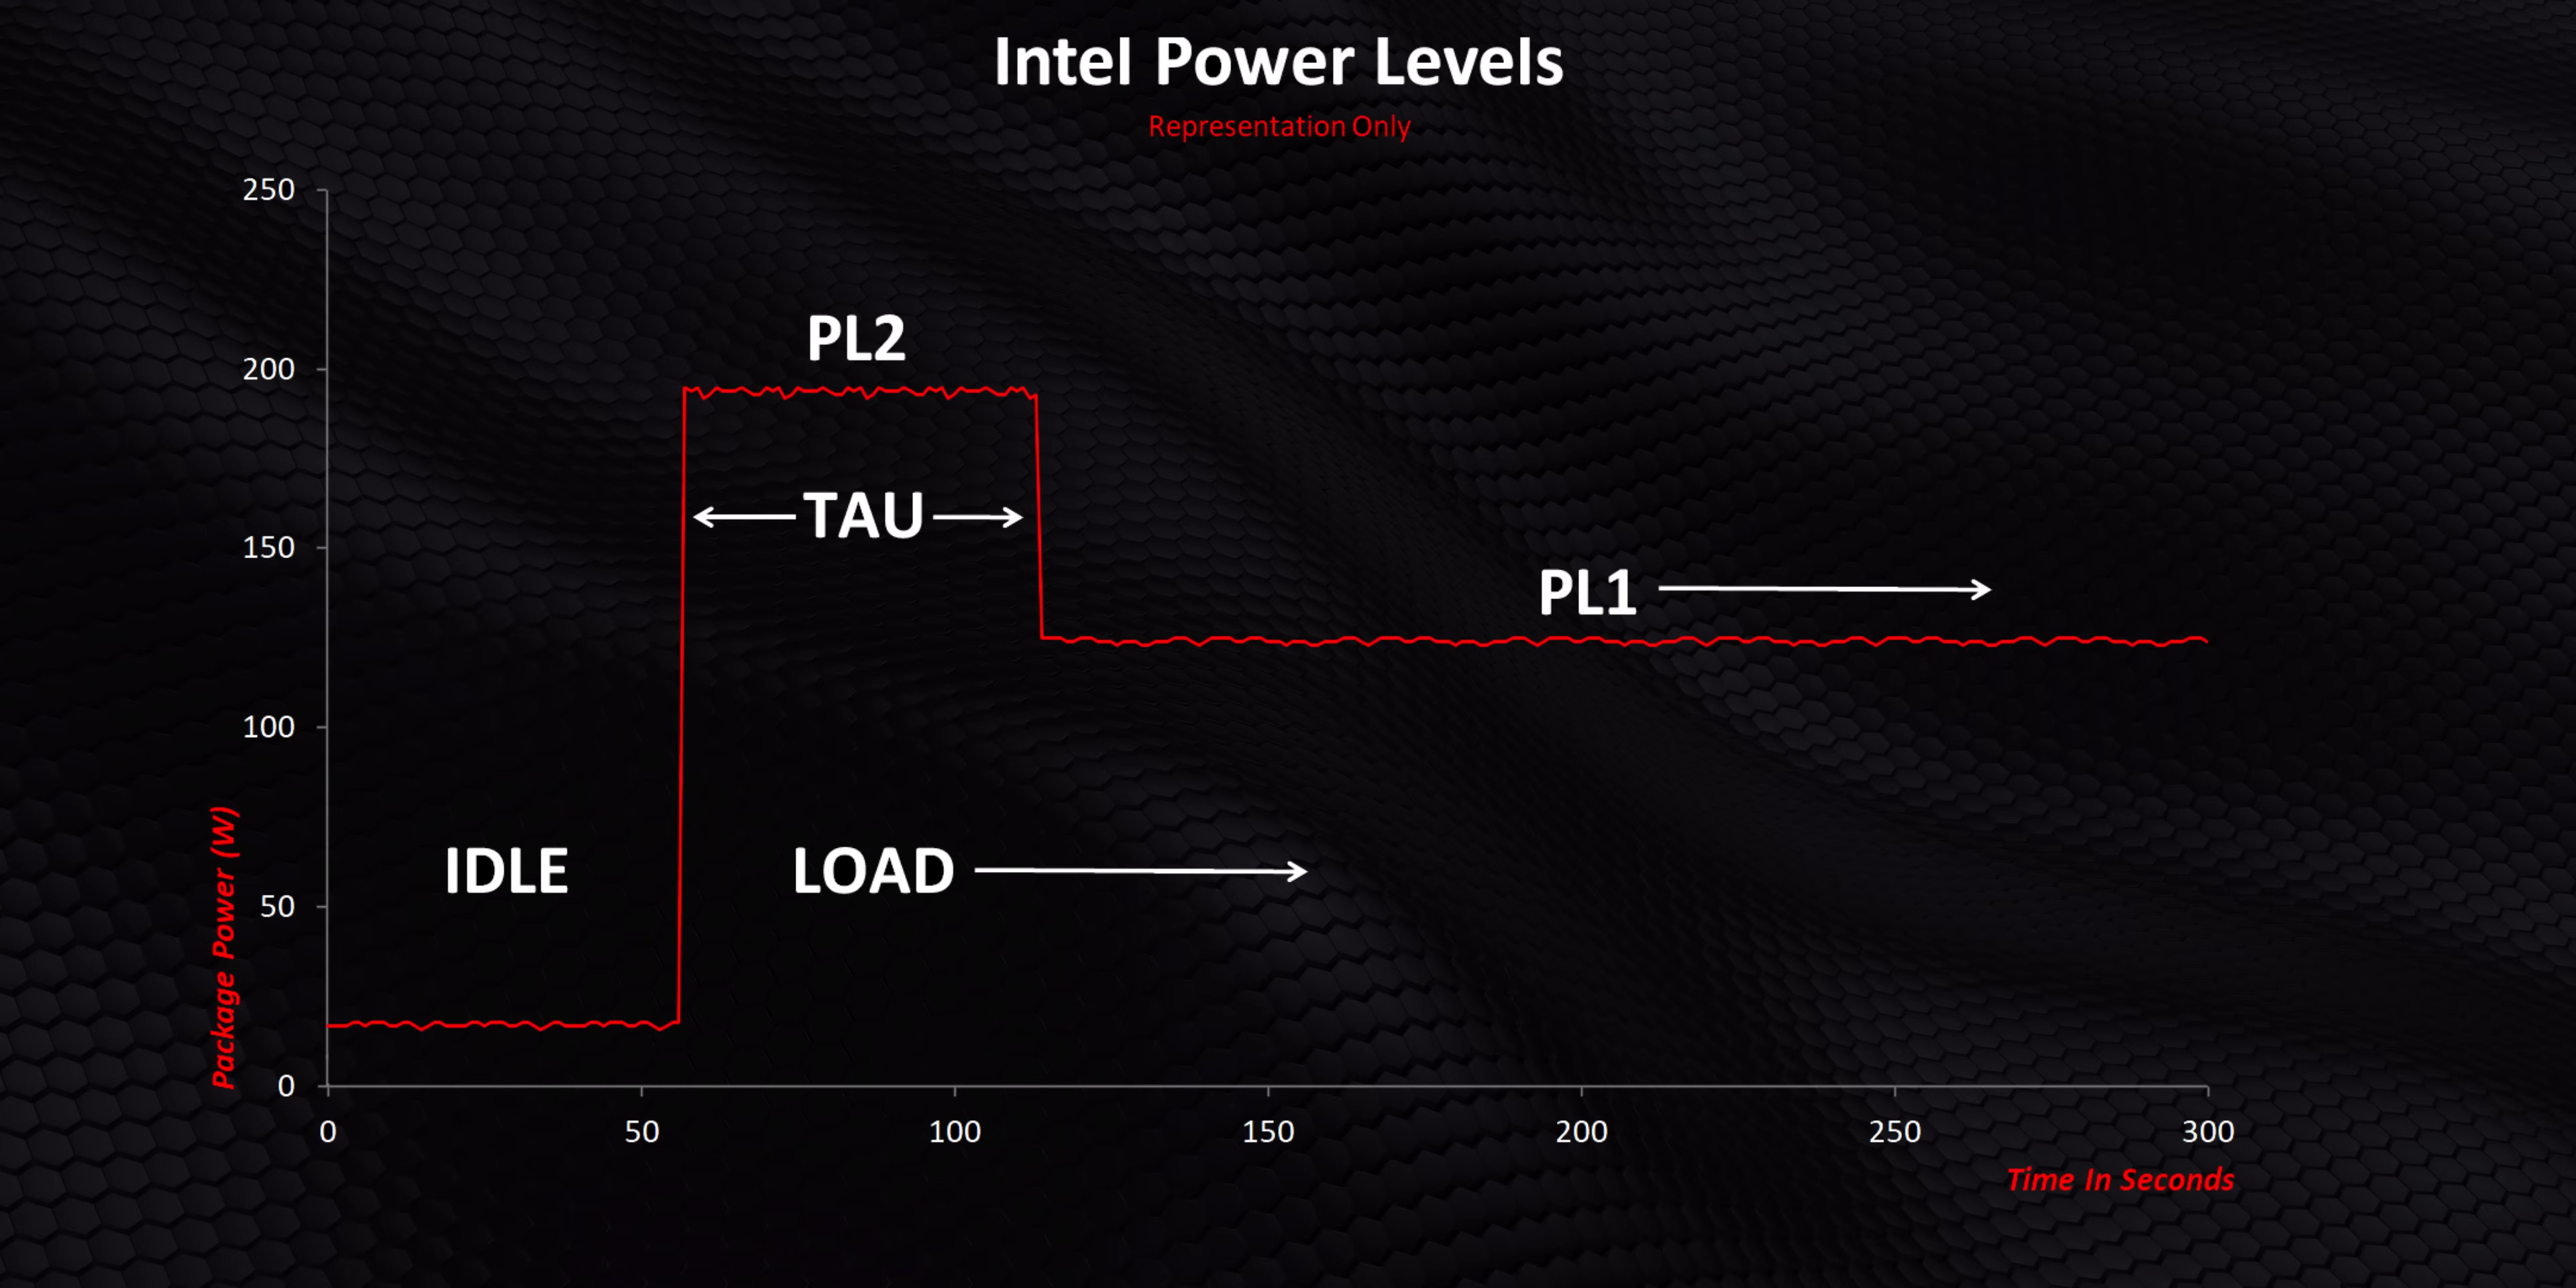 Intel Power Levels
Representation Only
250
200
150
100
50
0
Package Power (W)
PL2
TAU
PL1
IDLE
LOAD
0 50 100 150 200 250 300
Time In Seconds